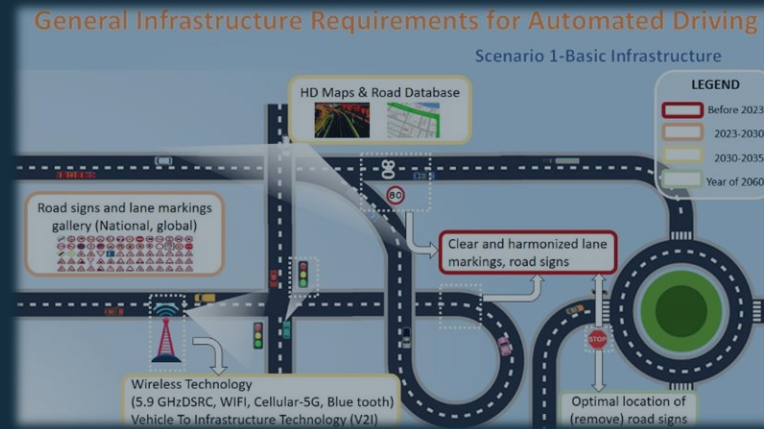 General Infrastructure Requirements for Automated Driving
Scenario 1-Basic Infrastructure
HD Maps & Road Database
LEGEND
Before 2023
2023-2030
2030-2035
Year of 2060
80
80
Road signs and lane markings
gallery (National, global)
Clear and harmonized lane
markings, road signs
STOP
Wireless Technology
(5.9 GHzDSRC, WIFI, Cellular-5G, Blue tooth)
Vehicle To Infrastructure Technology (V2I)
Optimal location of
(remove) road signs